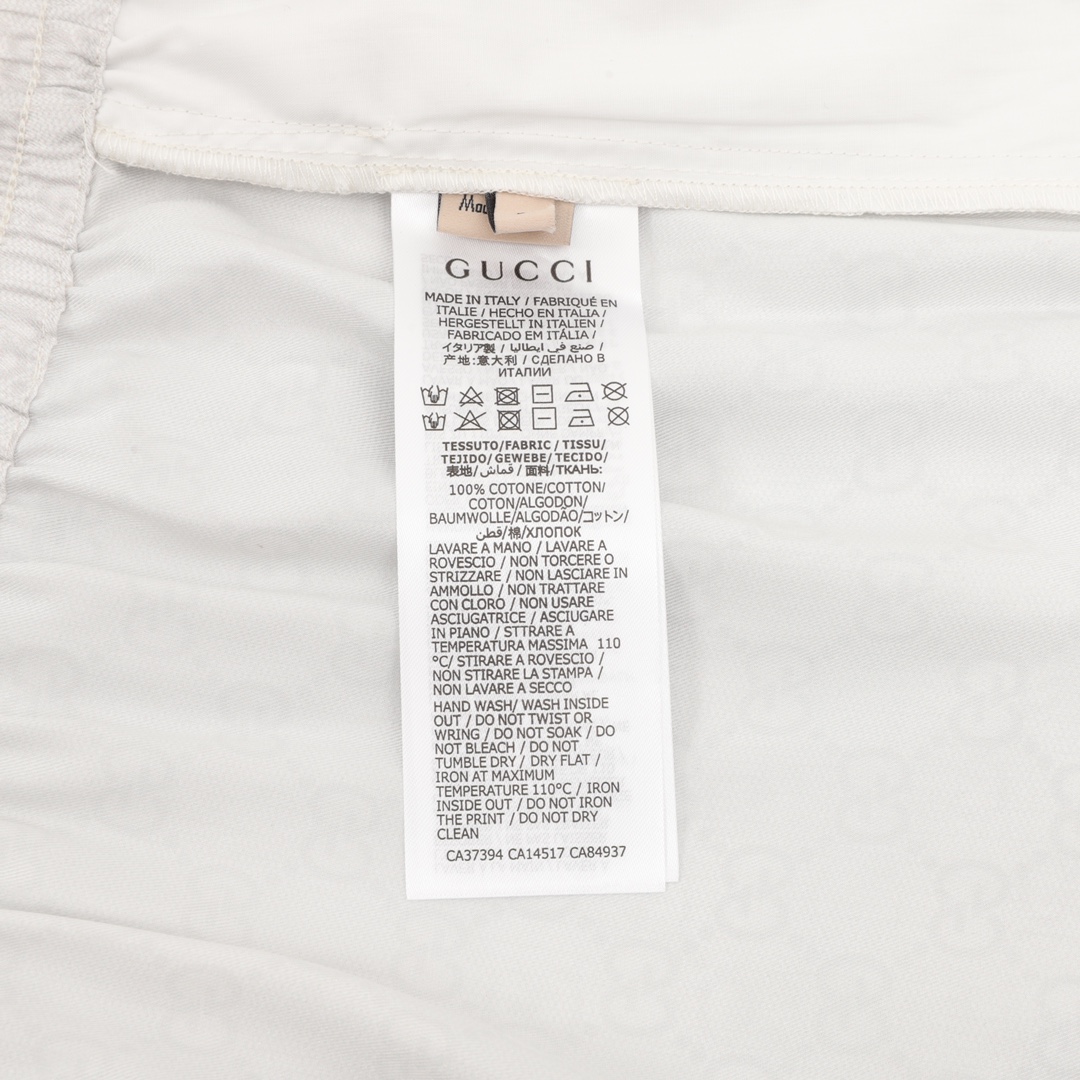 GUCCI
MADE IN ITALY / FABRIQUÉ EN
ITALIE / HECHO EN ITALIA /
HERGESTELLT IN ITALIEN /
FABRICADO EM ITÁLIA /
イタリア製 / صنع في ايطاليا /
产地:意大利 / СДЕЛАНО В
ИТАЛИИ
TESSUTO/FABRIC / TISSU/
TEJIDO/ GEWEBE/ TECIDO/
表地/ قماش / 面料/ТКАНЬ:
100% COTONE/COTTON/
COTON/ALGODON/
BAUMWOLLE/ALGODÃO/コットン/
قطن/棉/ХЛОПОК
LAVARE A MANO / LAVARE A
ROVESCIO / NON TORCERE O
STRIZZARE / NON LASCIARE IN
AMMOLLO / NON TRATTARE
CON CLORO / NON USARE
ASCIUGATRICE / ASCIUGARE
IN PIANO / STTRARE A
TEMPERATURA MASSIMA 110
°C/ STIRARE A ROVESCIO /
NON STIRARE LA STAMPA /
NON LAVARE A SECCO
HAND WASH/ WASH INSIDE
OUT / DO NOT TWIST OR
WRING / DO NOT SOAK / DO
NOT BLEACH / DO NOT
TUMBLE DRY / DRY FLAT /
IRON AT MAXIMUM
TEMPERATURE 110°C / IRON
INSIDE OUT / DO NOT IRON
THE PRINT / DO NOT DRY
CLEAN
CA37394 CA14517 CA84937